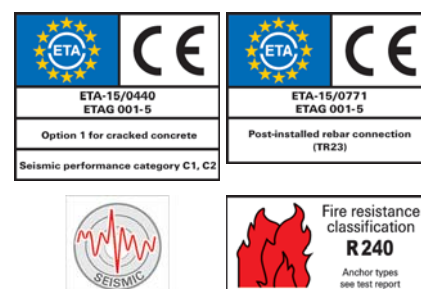 ETA
CE
ETA-15/0440
ETAG 001-5
Option 1 for cracked concrete
Seismic performance category C1, C2
ETA
CE
ETA-15/0771
ETAG 001-5
Post-installed rebar connection
(TR23)
SEISMIC
Fire resistance
classification
R 240
Anchor types
see test report